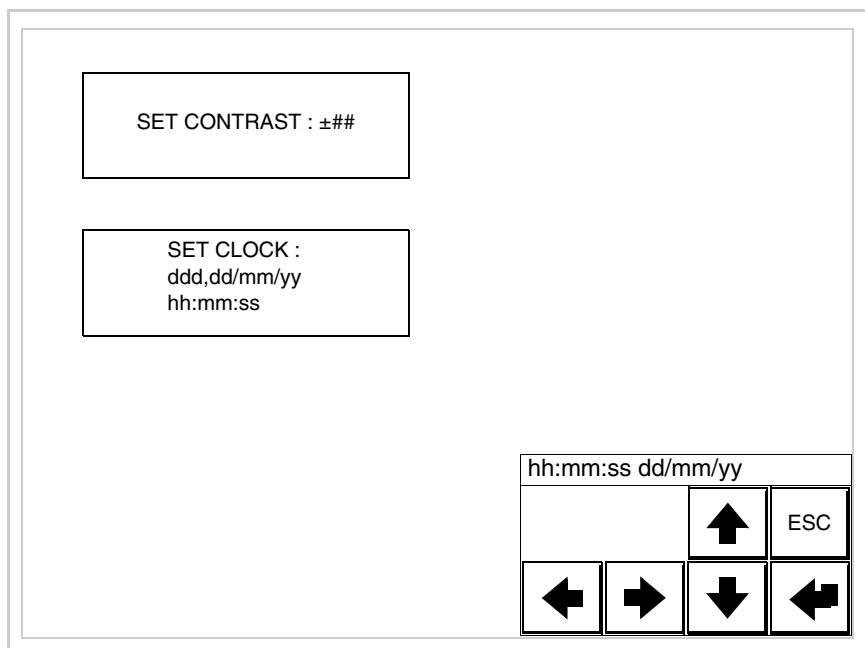 SET CONTRAST : ±##
SET CLOCK :
ddd,dd/mm/yy
hh:mm:ss
hh:mm:ss dd/mm/yy
ESC